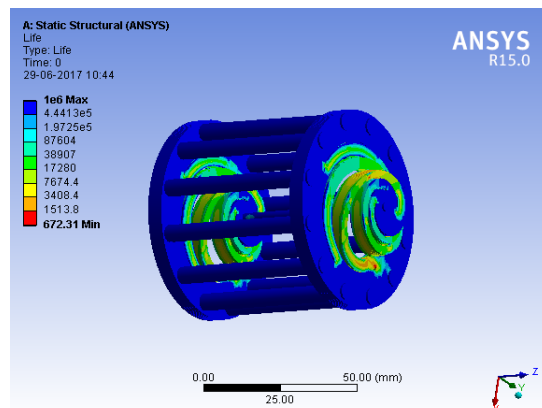 A: Static Structural (ANSYS)
Life
Type: Life
Time: 0
29-06-2017 10:44
ANSYS
R15.0
1e6 Max
4.4413e5
1.9725e5
87604
38907
17280
7674.4
3408.4
1513.8
672.31 Min
0.00 50.00 (mm)
25.00
Z
Y